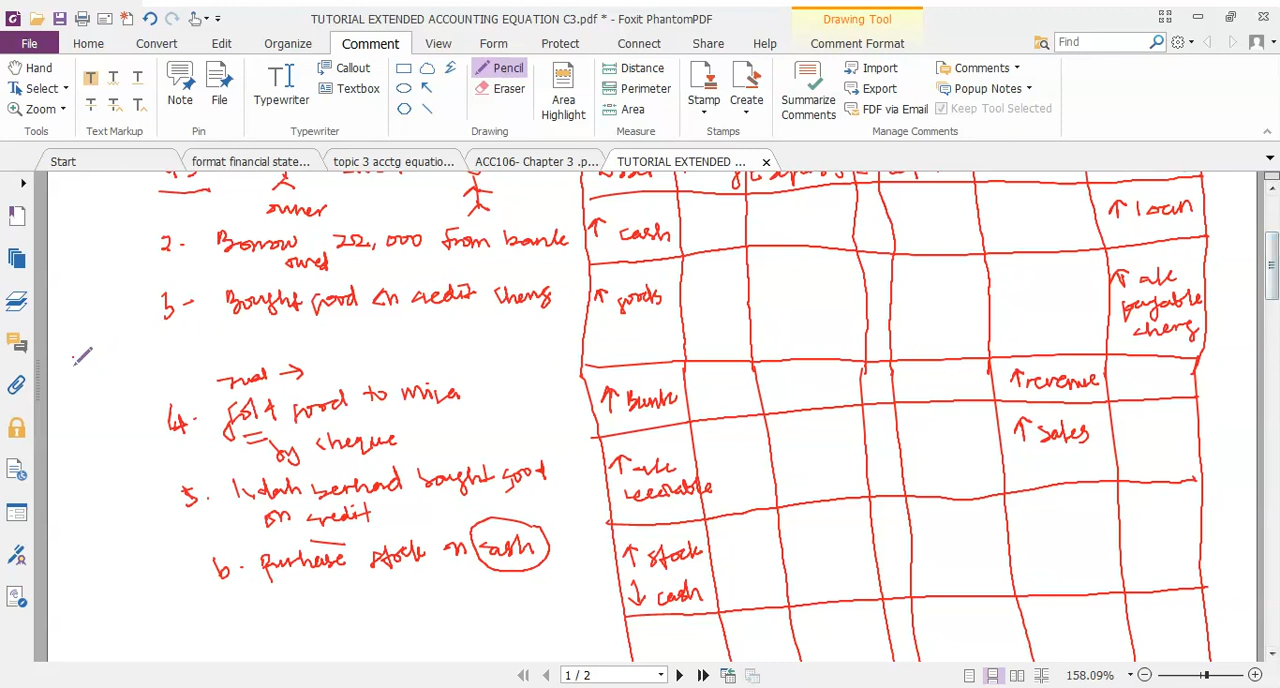 TUTORIAL EXTENDED ACCOUNTING EQUATION C3.pdf * - Foxit PhantomPDF
Drawing Tool
File Home Convert Edit Organize Comment View Form Protect Connect Share Help Comment Format Find
Hand
Select
Zoom
Tools
Text Markup
Note File
Pin
Typewriter
Callout
Textbox
Typewriter
Pencil
Eraser
Drawing
Area Highlight
Distance
Perimeter
Area
Measure
Stamp Create
Stamps
Summarize Comments
Import
Export
FDF via Email
Comments
Popup Notes
Keep Tool Selected
Manage Comments
Start format financial state... topic 3 acctg equatio... ACC106- Chapter 3 .p... TUTORIAL EXTENDED ...
owner
↑ loan
2. Borrow 252,000 from bank ↑ cash
owed
3- Bought good on credit cheng ↑ goods ↑ a/c payable cheng
4. good to
by cheque
↑ Bank ↑ revenue
↑ sales
5. Indah berhad bought good
on credit
↑ a/c receivable
6. Purchase stock on cash ↑ stock
↓ cash
1 / 2
158.09%